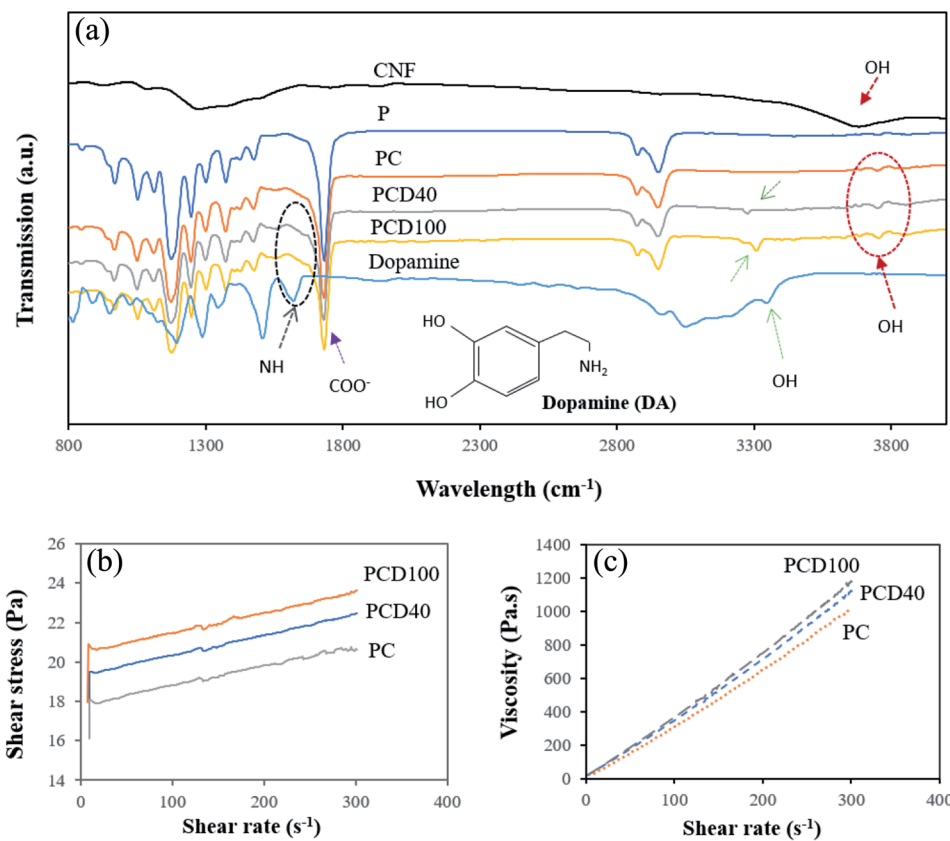 (a)
CNF
OH
P
PC
PCD40
PCD100
Dopamine
NH
COO⁻
HO
HO
NH₂
Dopamine (DA)
OH
OH
Transmission (a.u.)
800 1300 1800 2300 2800 3300 3800
Wavelength (cm⁻¹)
(b)
26
24
22
20
18
16
14
PCD100
PCD40
PC
Shear stress (Pa)
0 100 200 300 400
Shear rate (s⁻¹)
(c)
1400
1200
1000
800
600
400
200
0
PCD100
PCD40
PC
Viscosity (Pa.s)
0 100 200 300 400
Shear rate (s⁻¹)